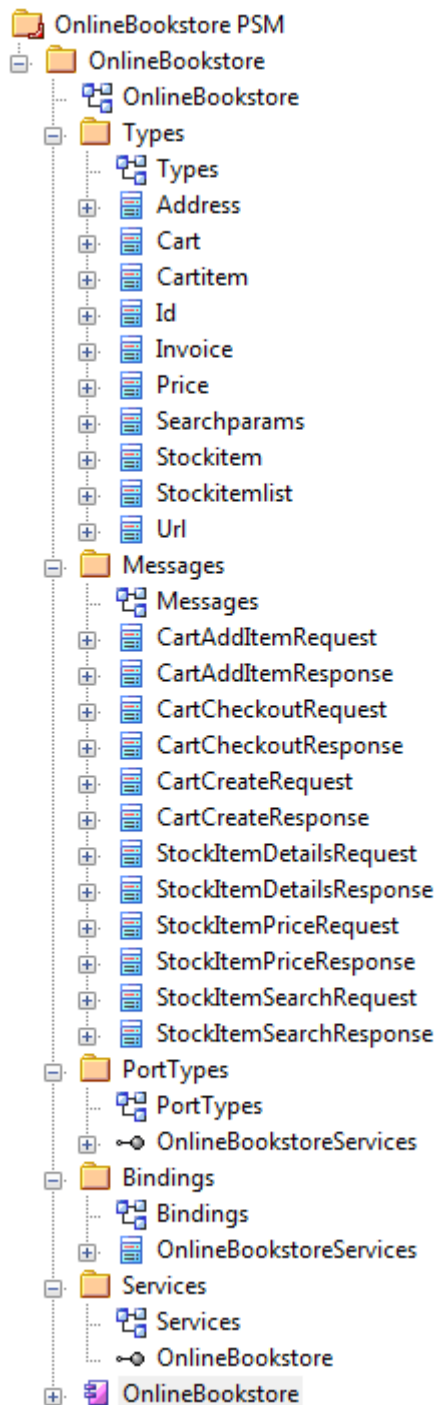 OnlineBookstore PSM
OnlineBookstore
OnlineBookstore
Types
Types
Address
Cart
Cartitem
Id
Invoice
Price
Searchparams
Stockitem
Stockitemlist
Url
Messages
Messages
CartAddItemRequest
CartAddItemResponse
CartCheckoutRequest
CartCheckoutResponse
CartCreateRequest
CartCreateResponse
StockItemDetailsRequest
StockItemDetailsResponse
StockItemPriceRequest
StockItemPriceResponse
StockItemSearchRequest
StockItemSearchResponse
PortTypes
PortTypes
OnlineBookstoreServices
Bindings
Bindings
OnlineBookstoreServices
Services
Services
OnlineBookstore
OnlineBookstore